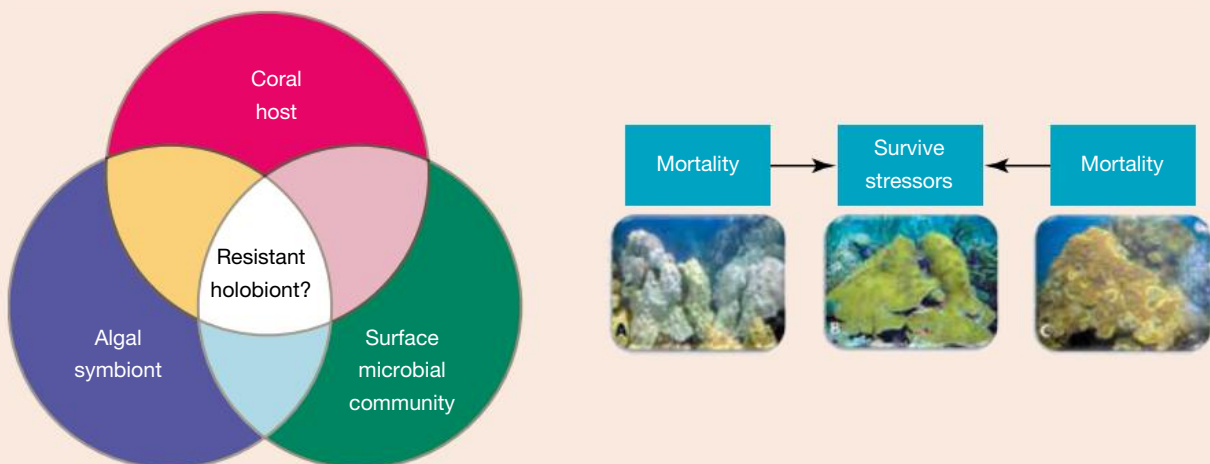 Coral
host
Resistant
holobiont?
Algal
symbiont
Surface
microbial
community
Mortality
Survive
stressors
Mortality
A
B
C